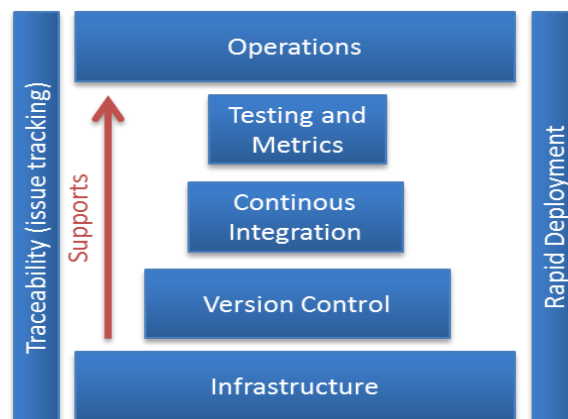 Operations
Traceability (issue tracking)
Supports
Testing and
Metrics
Continous
Integration
Version Control
Infrastructure
Rapid Deployment